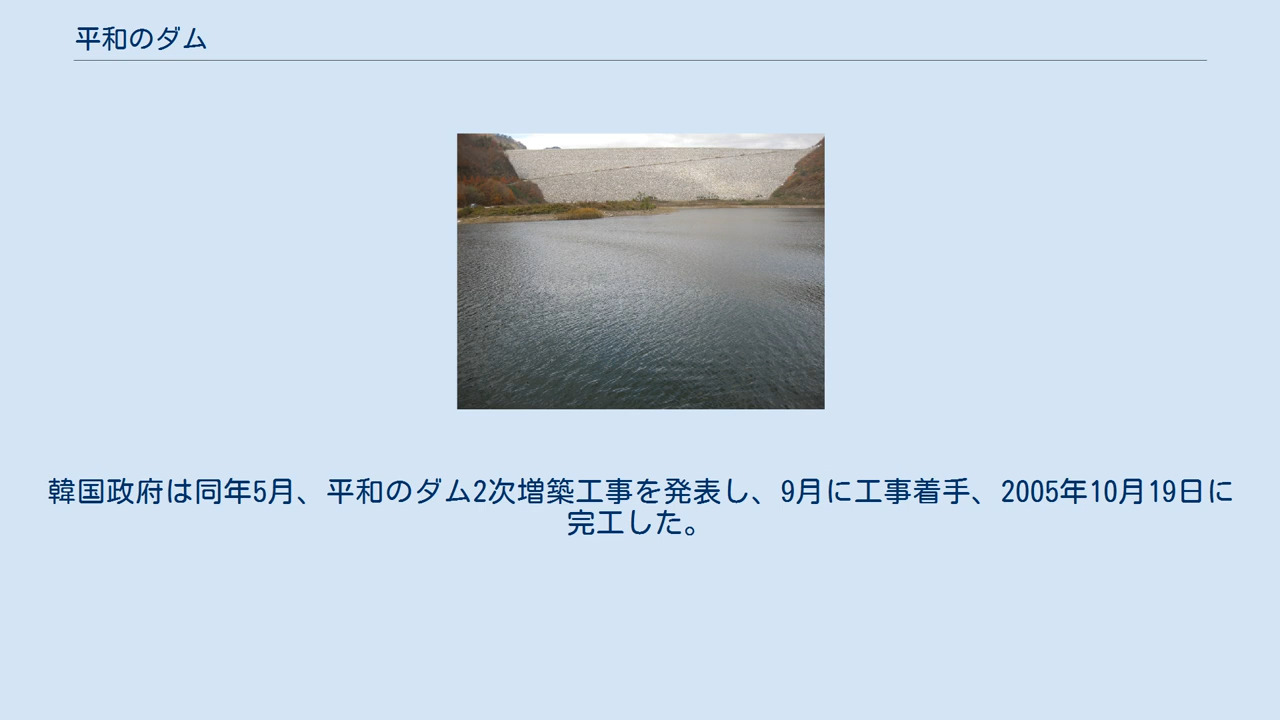 平和のダム
韓国政府は同年5月、平和のダム2次増築工事を発表し、9月に工事着手、2005年10月19日に
完工した。